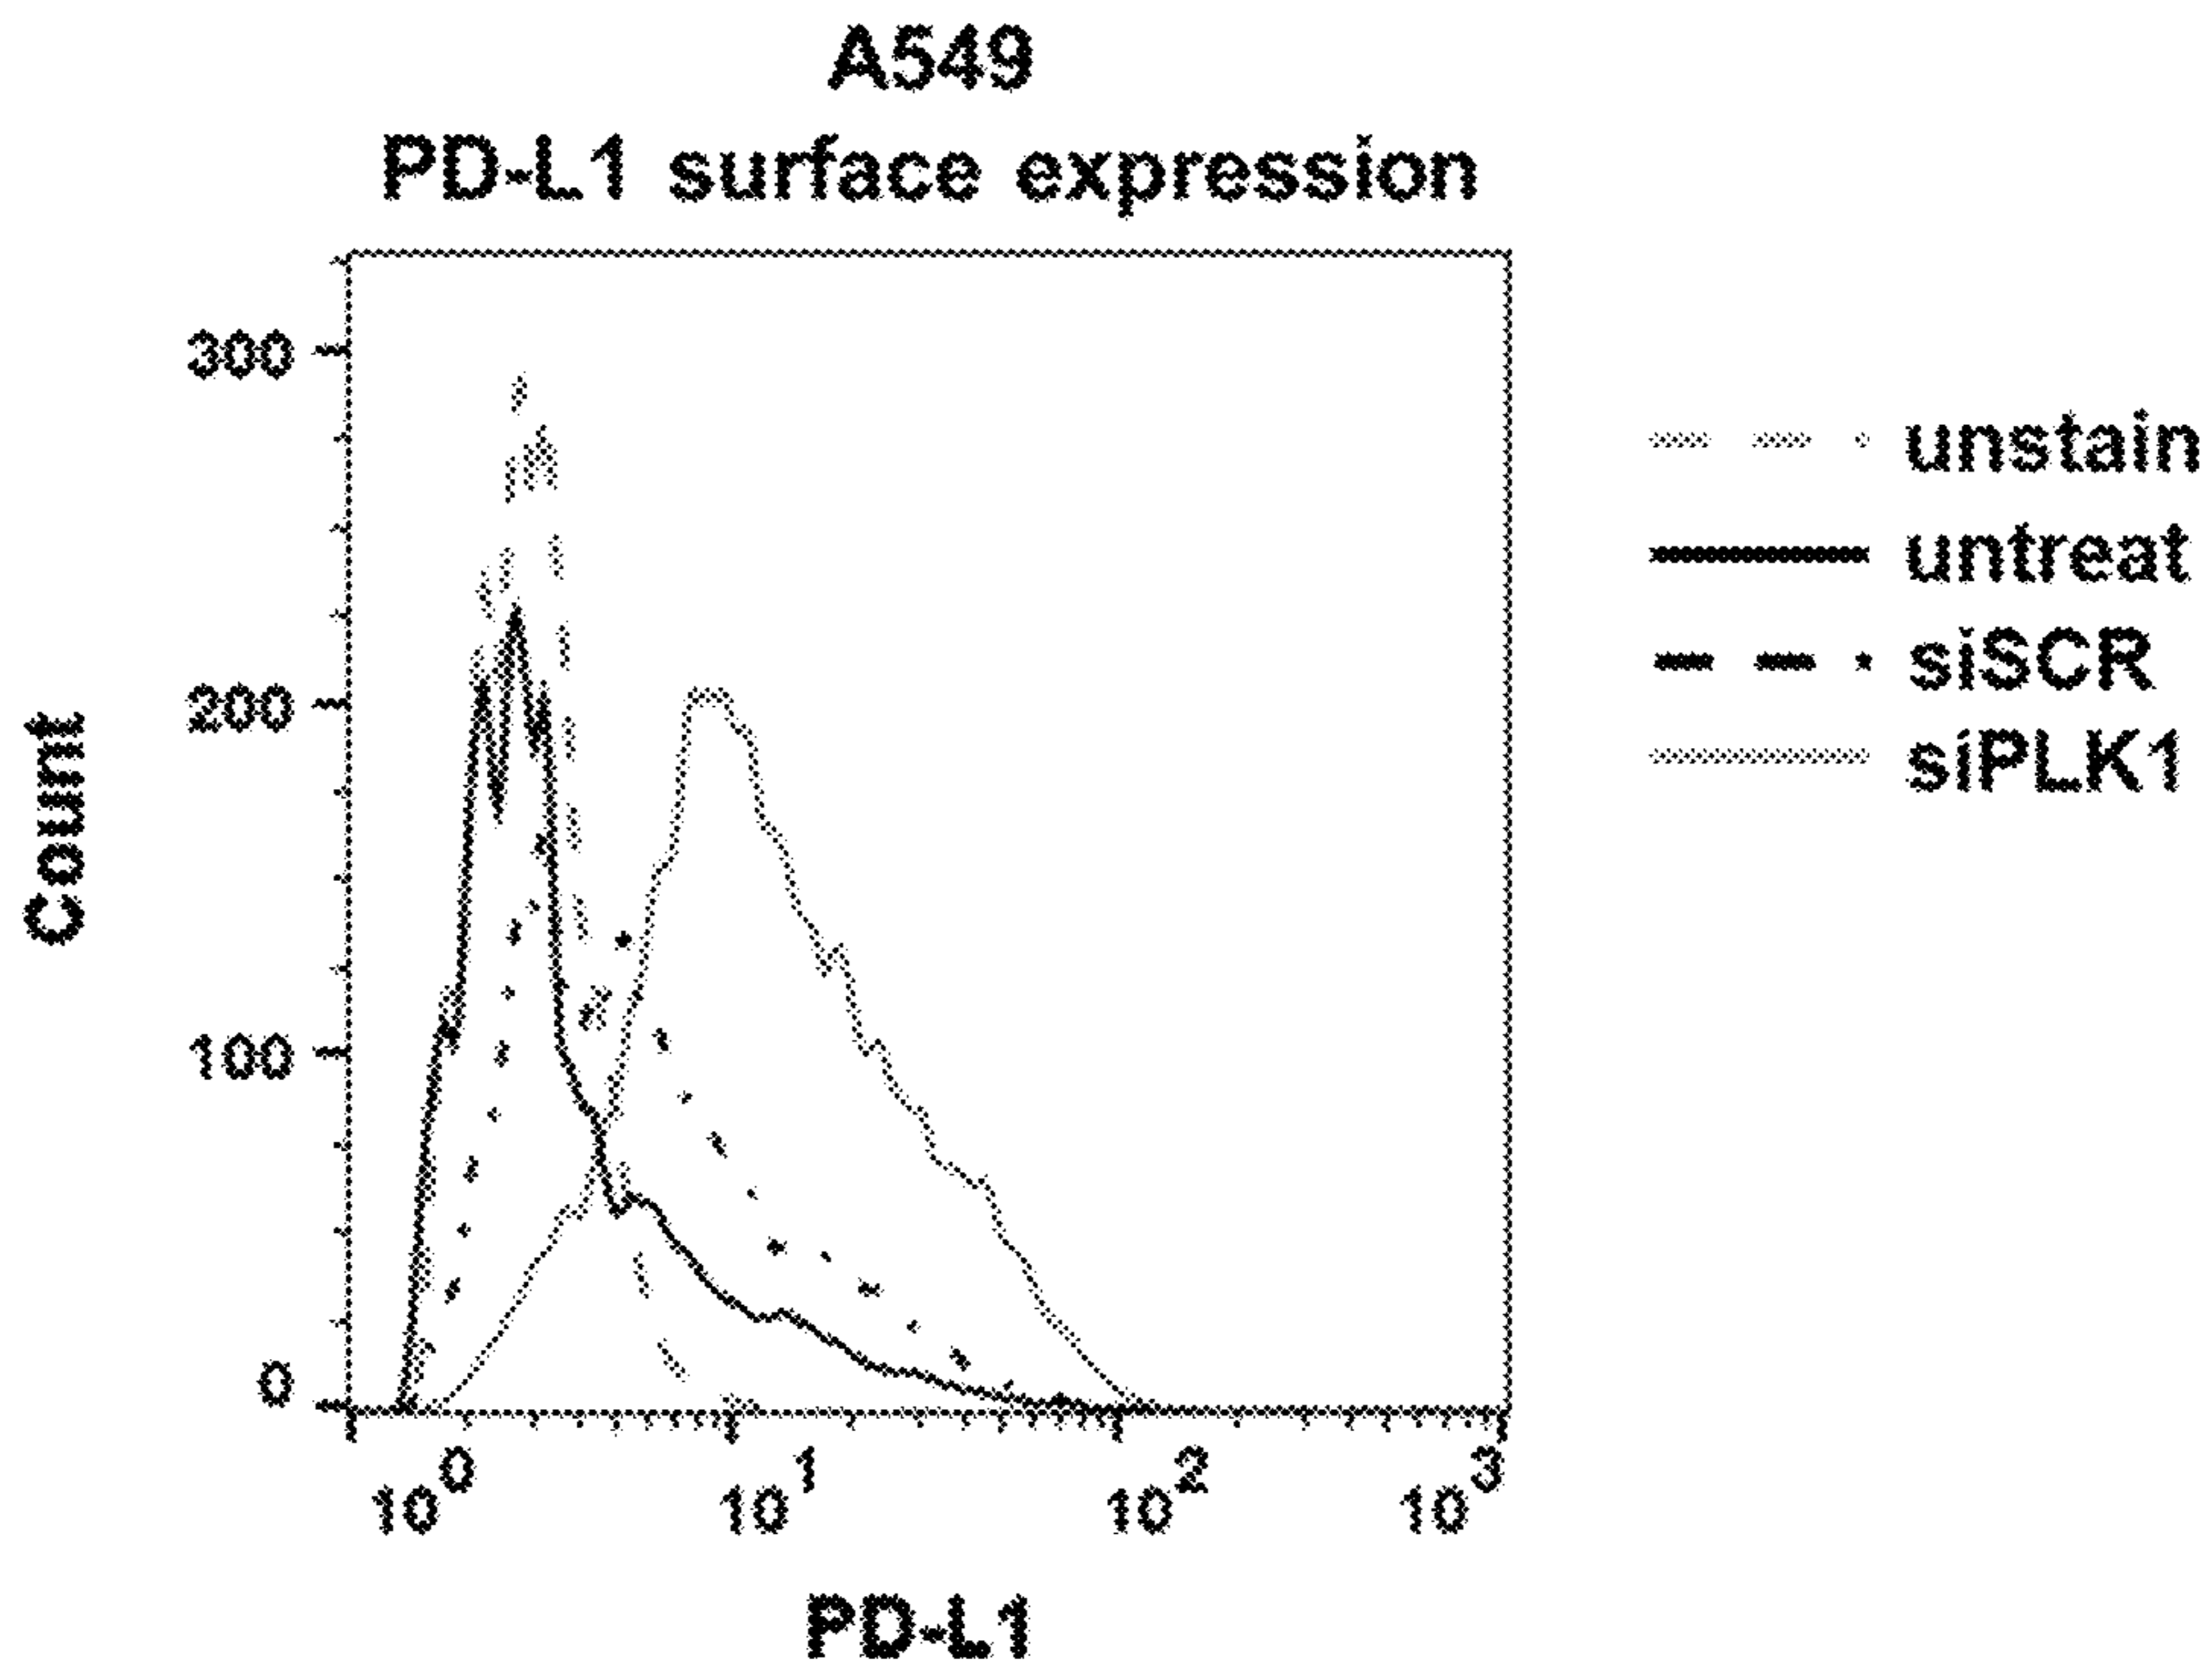 A549
PD-L1 surface expression
300
200
100
0
Count
10^0
10^1
10^2
10^3
PD-L1
unstain
untreat
siSCR
siPLK1